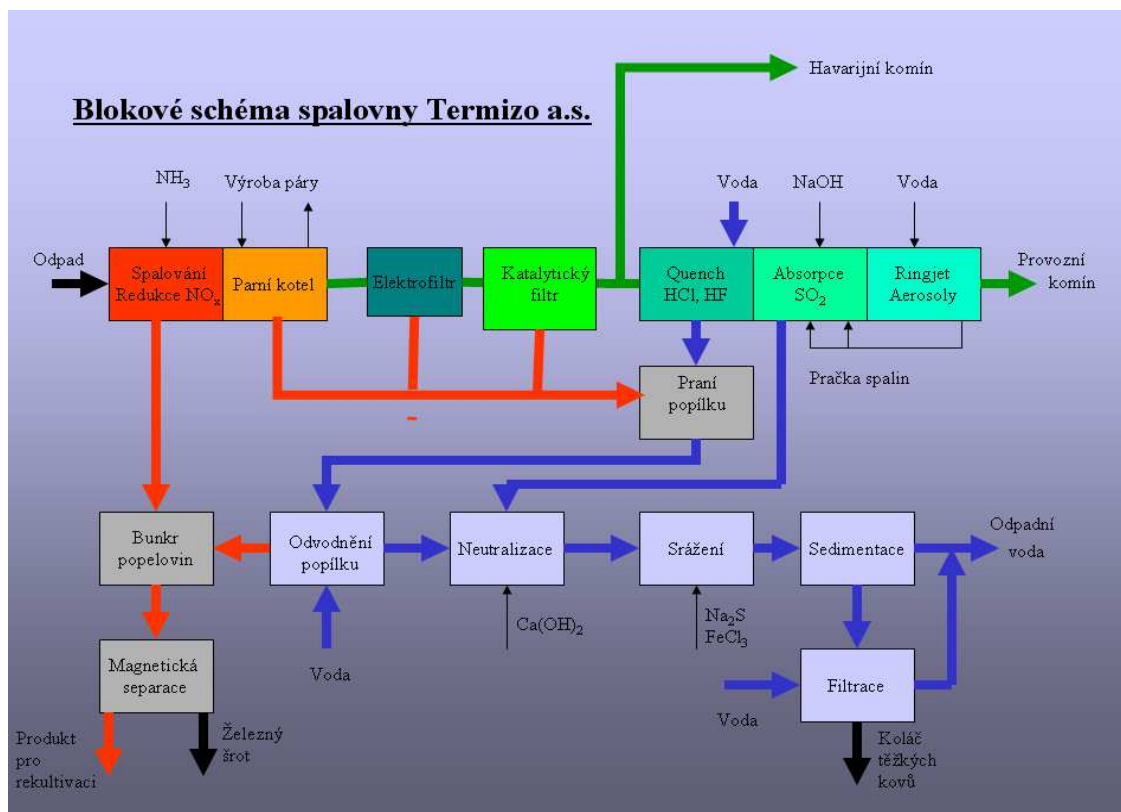 Havarijní komín
Blokové schéma spalovny Termizo a.s.
NH3
Výroba páry
Voda
NaOH
Voda
Odpad
Spalování
Redukce NOx
Parní kotel
Elektrofiltr
Katalytický
filtr
Quench
HCl, HF
Absorpce
SO2
Ringjet
Aerosoly
Provozní
komín
Pračka spalin
Praní
popílku
Bunkr
popelovin
Odvodnění
popílku
Neutralizace
Srážení
Sedimentace
Odpadní
voda
Ca(OH)2
Na2S
FeCl3
Magnetická
separace
Voda
Filtrace
Voda
Produkt
pro
rekultivaci
Železný
šrot
Koláč
těžkých
kovů